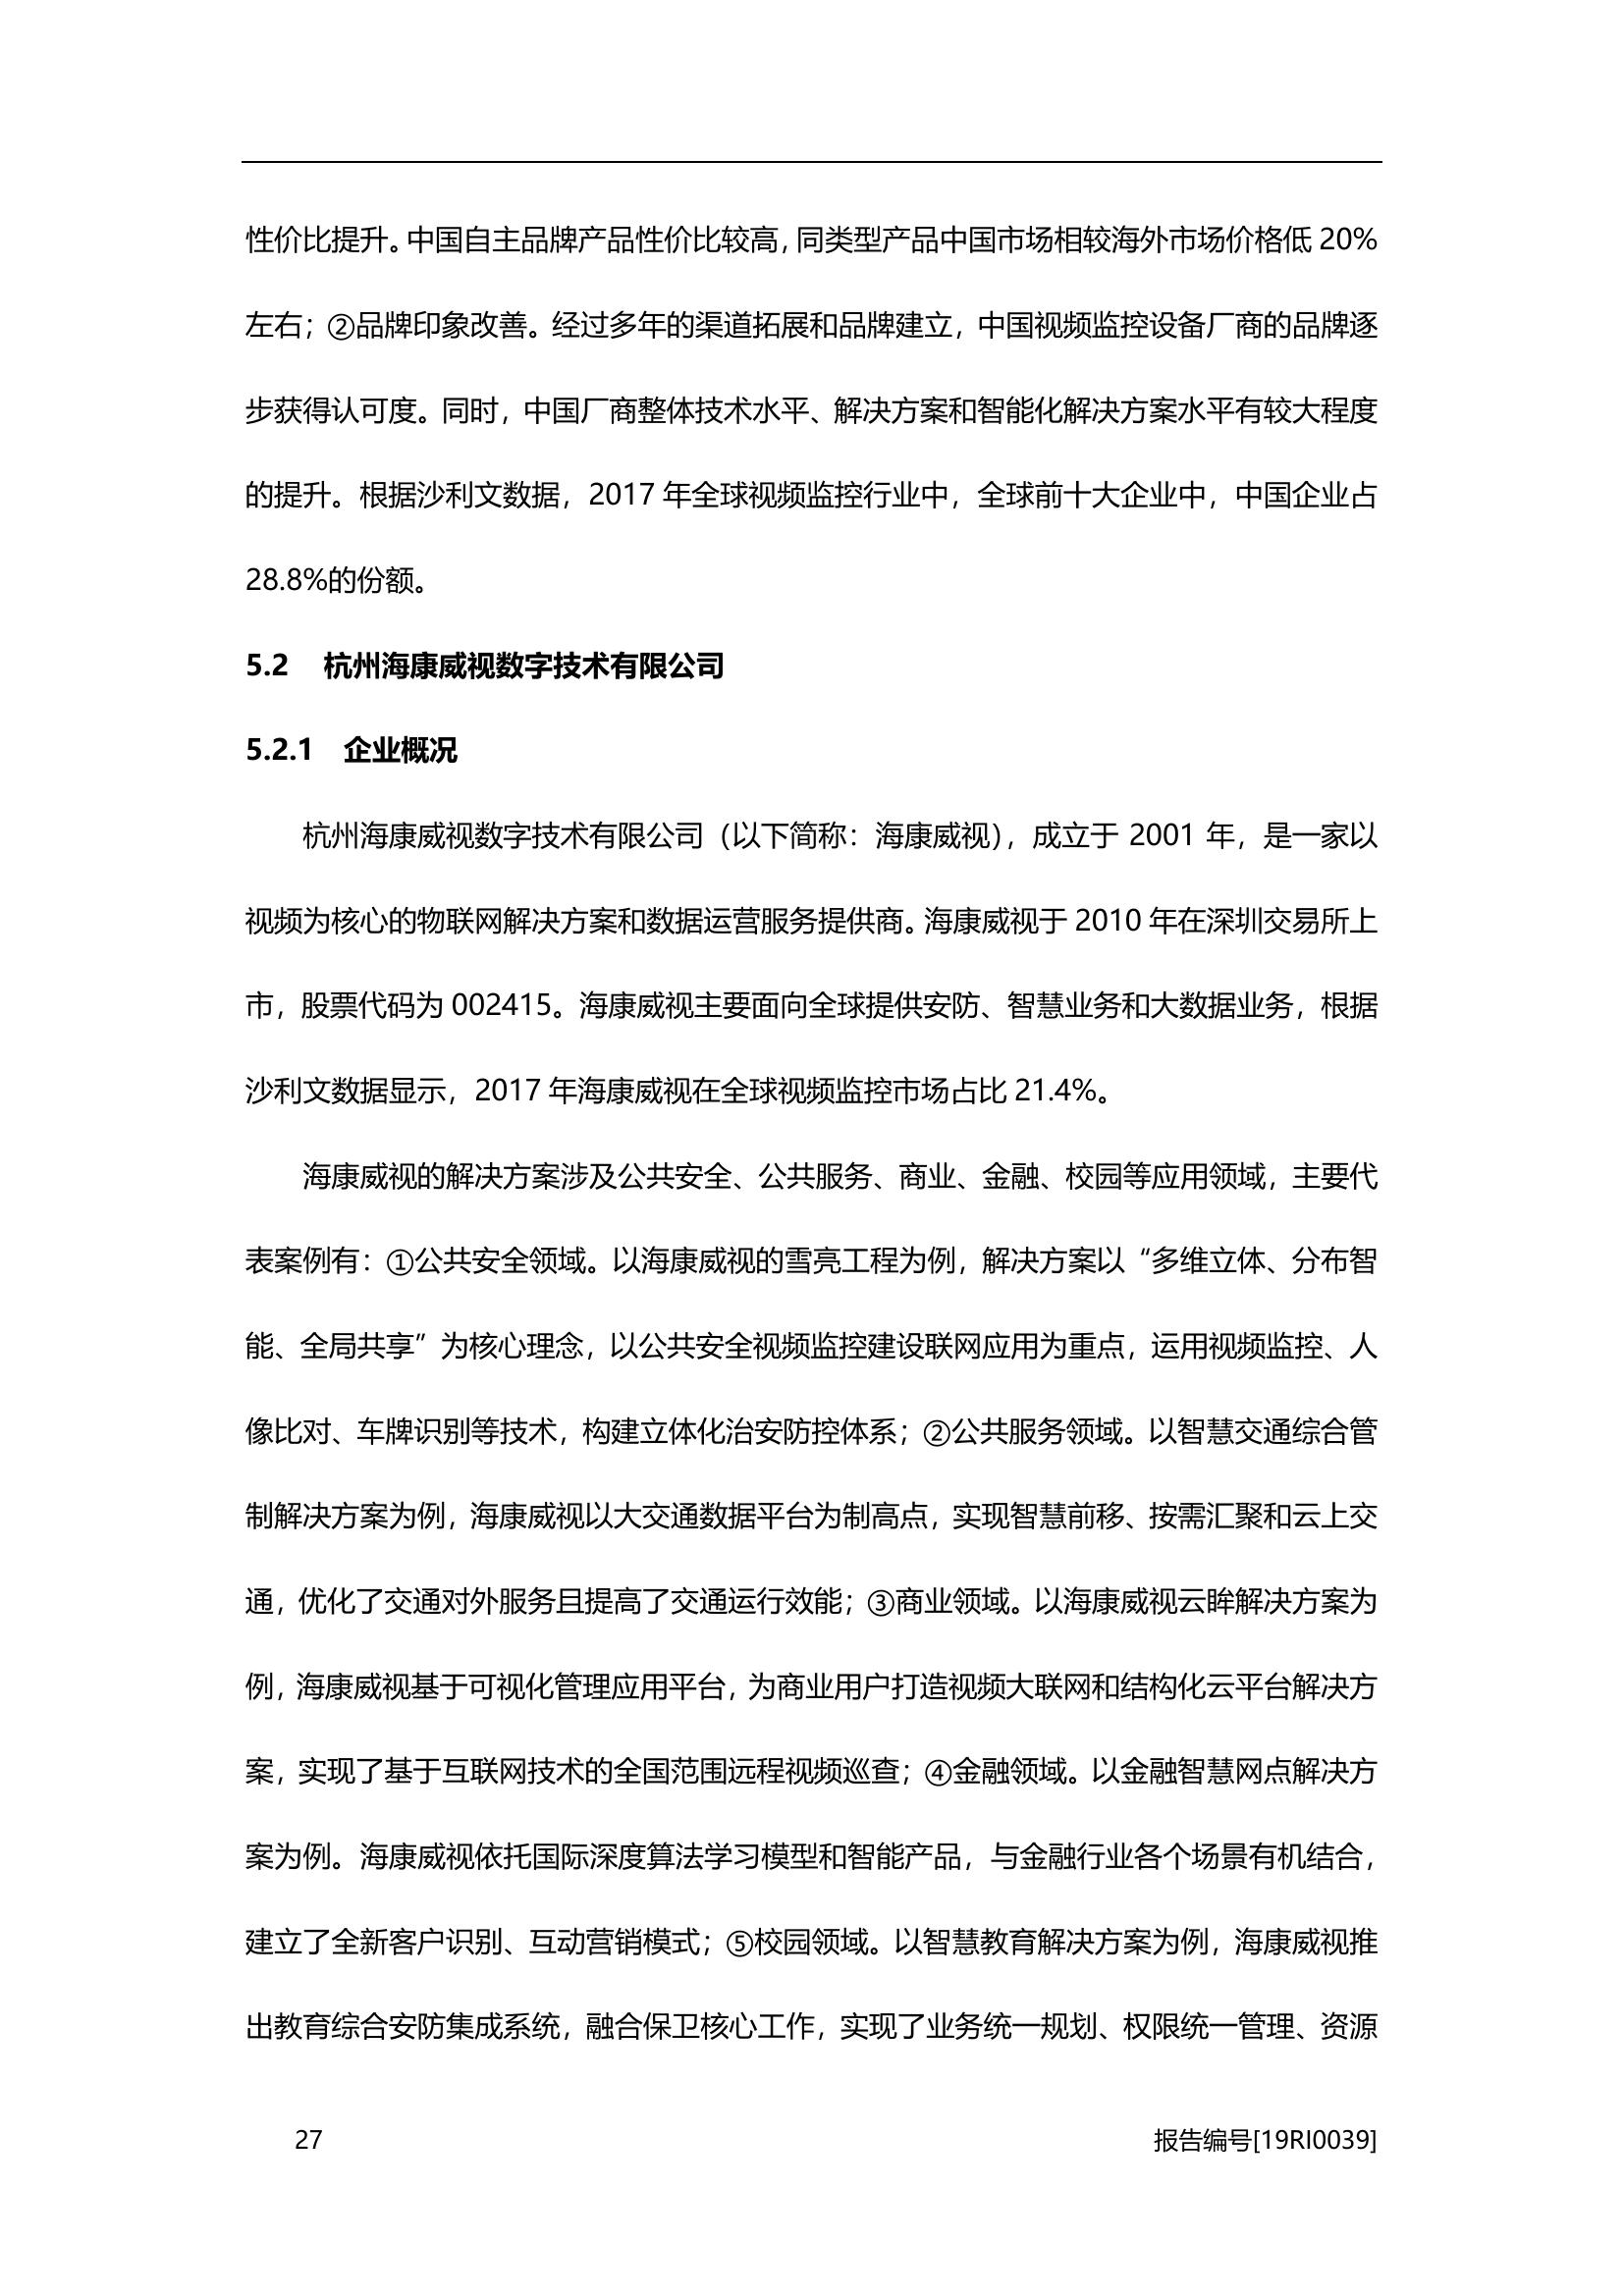 性价比提升。中国自主品牌产品性价比较高，同类型产品中国市场相较海外市场价格低 20%
左右；②品牌印象改善。经过多年的渠道拓展和品牌建立，中国视频监控设备厂商的品牌逐
步获得认可度。同时，中国厂商整体技术水平、解决方案和智能化解决方案水平有较大程度
的提升。根据沙利文数据，2017 年全球视频监控行业中，全球前十大企业中，中国企业占
28.8%的份额。
5.2 杭州海康威视数字技术有限公司
5.2.1 企业概况
杭州海康威视数字技术有限公司（以下简称：海康威视），成立于 2001 年，是一家以
视频为核心的物联网解决方案和数据运营服务提供商。海康威视于 2010 年在深圳交易所上
市，股票代码为 002415。海康威视主要面向全球提供安防、智慧业务和大数据业务，根据
沙利文数据显示，2017 年海康威视在全球视频监控市场占比 21.4%。
海康威视的解决方案涉及公共安全、公共服务、商业、金融、校园等应用领域，主要代
表案例有：①公共安全领域。以海康威视的雪亮工程为例，解决方案以“多维立体、分布智
能、全局共享”为核心理念，以公共安全视频监控建设联网应用为重点，运用视频监控、人
像比对、车牌识别等技术，构建立体化治安防控体系；②公共服务领域。以智慧交通综合管
制解决方案为例，海康威视以大交通数据平台为制高点，实现智慧前移、按需汇聚和云上交
通，优化了交通对外服务且提高了交通运行效能；③商业领域。以海康威视云眸解决方案为
例，海康威视基于可视化管理应用平台，为商业用户打造视频大联网和结构化云平台解决方
案，实现了基于互联网技术的全国范围远程视频巡查；④金融领域。以金融智慧网点解决方
案为例。海康威视依托国际深度算法学习模型和智能产品，与金融行业各个场景有机结合，
建立了全新客户识别、互动营销模式；⑤校园领域。以智慧教育解决方案为例，海康威视推
出教育综合安防集成系统，融合保卫核心工作，实现了业务统一规划、权限统一管理、资源
27 报告编号[19RI0039]